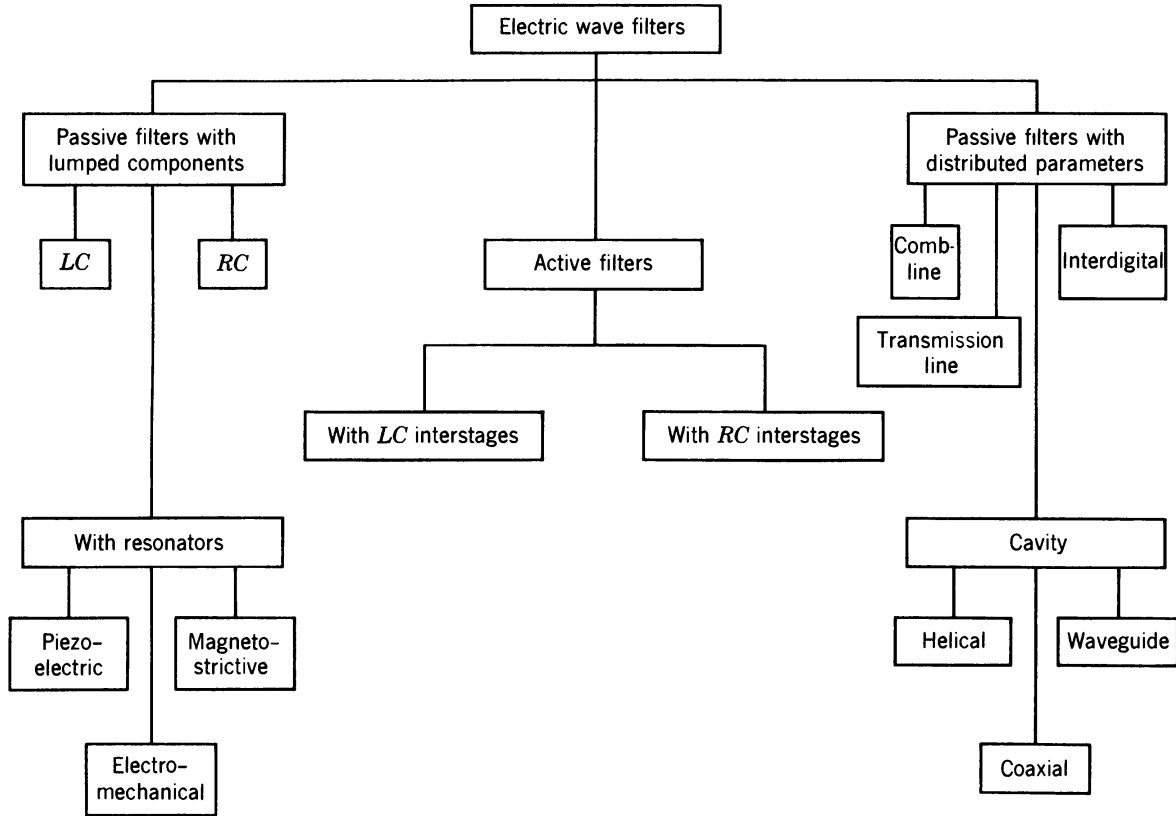 Electric wave filters
Passive filters with
lumped components
Passive filters with
distributed parameters
LC
RC
Active filters
Comb-
line
Interdigital
Transmission
line
With LC interstages
With RC interstages
With resonators
Cavity
Piezo-
electric
Magneto-
strictive
Helical
Waveguide
Electro-
mechanical
Coaxial